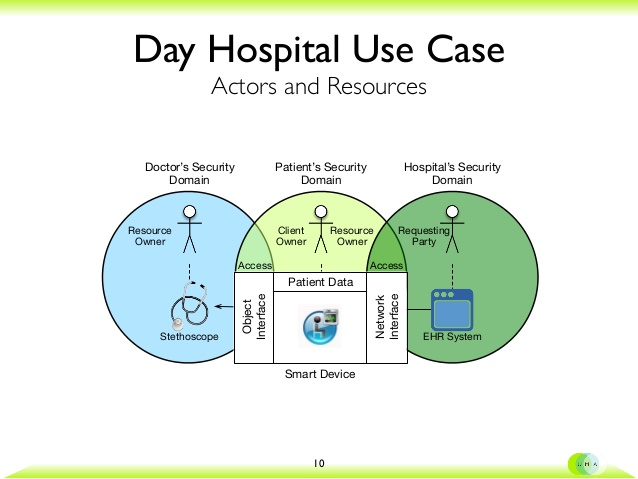 Day Hospital Use Case
Actors and Resources
Doctor's Security
Domain
Patient's Security
Domain
Hospital's Security
Domain
Resource
Owner
Client
Owner
Resource
Owner
Requesting
Party
Access
Access
Patient Data
Object
Interface
Network
Interface
Stethoscope
EHR System
Smart Device
10
U M A